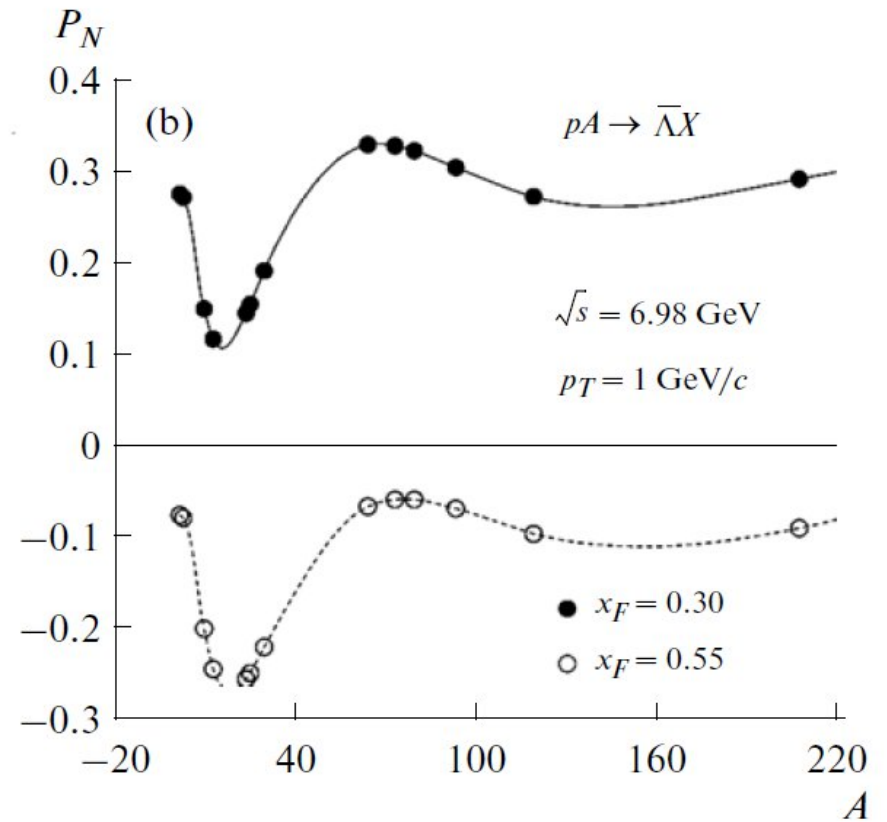 P_N
0.4
(b)
pA → Λ̅X
0.3
0.2
√s = 6.98 GeV
0.1
p_T = 1 GeV/c
0
−0.1
x_F = 0.30
−0.2
x_F = 0.55
−0.3
−20 40 100 160 220
A